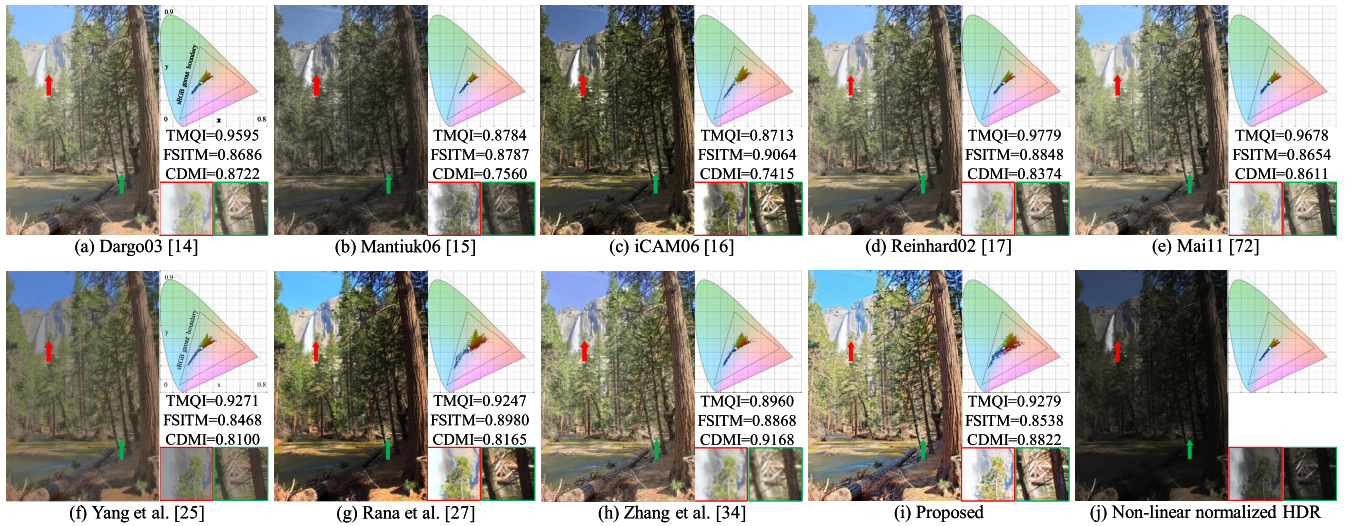 0.9
y
sRGB gamut boundary
0
x
0.8
TMQI=0.9595
FSITM=0.8686
CDMI=0.8722
(a) Dargo03 [14]
TMQI=0.8784
FSITM=0.8787
CDMI=0.7560
(b) Mantiuk06 [15]
TMQI=0.8713
FSITM=0.9064
CDMI=0.7415
(c) iCAM06 [16]
TMQI=0.9779
FSITM=0.8848
CDMI=0.8374
(d) Reinhard02 [17]
TMQI=0.9678
FSITM=0.8654
CDMI=0.8611
(e) Mai11 [72]
0.9
y
sRGB gamut boundary
0
x
0.8
TMQI=0.9271
FSITM=0.8468
CDMI=0.8100
(f) Yang et al. [25]
TMQI=0.9247
FSITM=0.8980
CDMI=0.8165
(g) Rana et al. [27]
TMQI=0.8960
FSITM=0.8868
CDMI=0.9168
(h) Zhang et al. [34]
TMQI=0.9279
FSITM=0.8538
CDMI=0.8822
(i) Proposed
(j) Non-linear normalized HDR